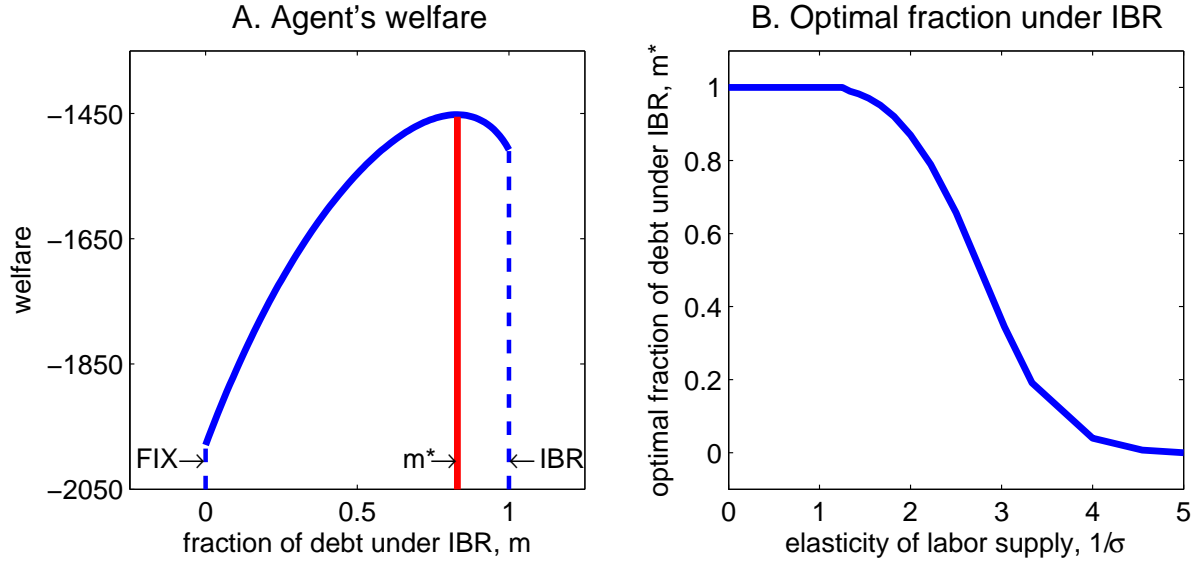 A. Agent's welfare
welfare
−1450
−1650
−1850
−2050
FIX
m*
IBR
0
0.5
1
fraction of debt under IBR, m
B. Optimal fraction under IBR
optimal fraction of debt under IBR, m*
1
0.8
0.6
0.4
0.2
0
0
1
2
3
4
5
elasticity of labor supply, 1/σ